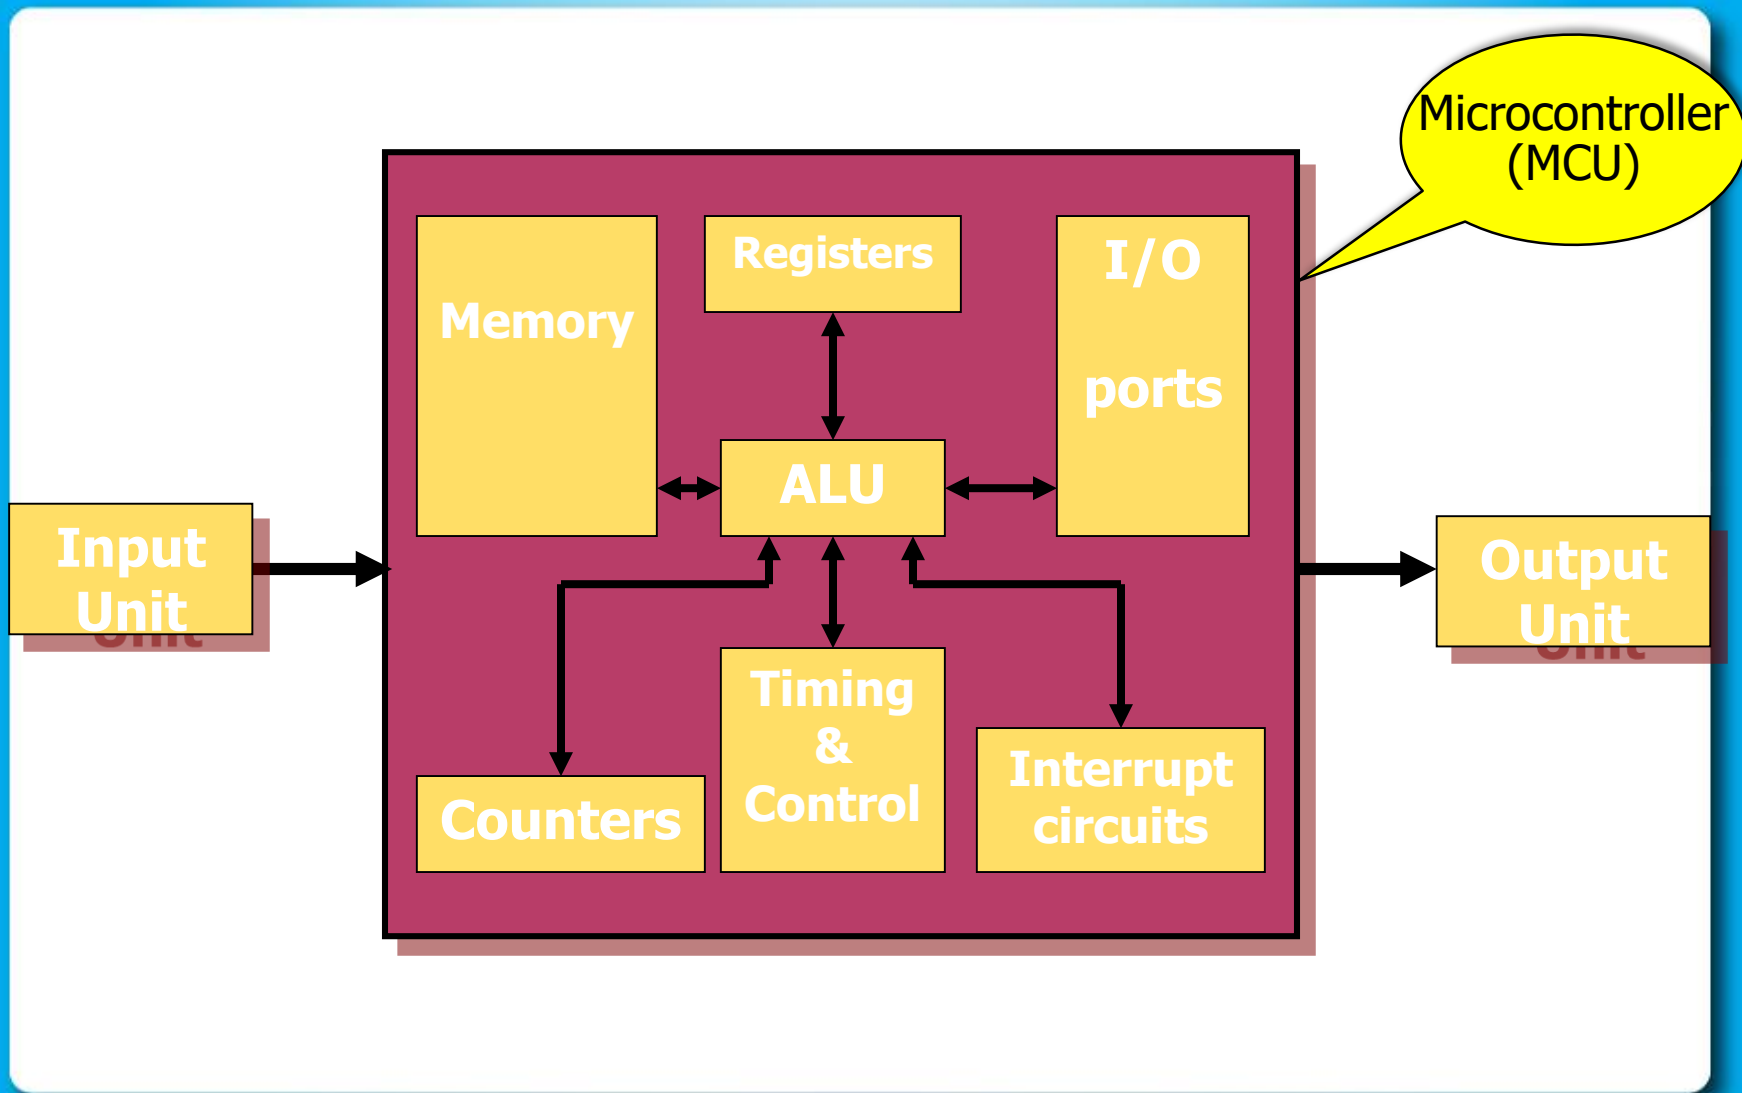 Microcontroller
(MCU)
Memory
Registers
I/O
ports
ALU
Input
Unit
Output
Unit
Timing
&
Control
Counters
Interrupt
circuits